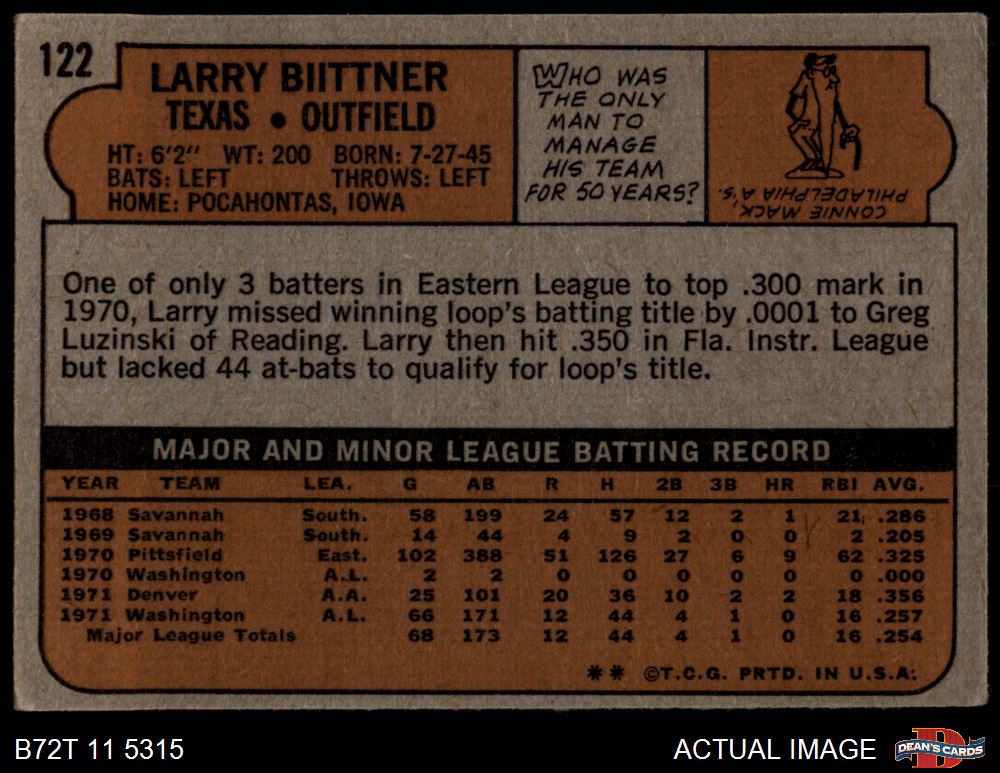 122
LARRY BIITTNER
TEXAS • OUTFIELD
HT: 6'2" WT: 200 BORN: 7-27-45
BATS: LEFT THROWS: LEFT
HOME: POCAHONTAS, IOWA
WHO WAS
THE ONLY
MAN TO
MANAGE
HIS TEAM
FOR 50 YEARS?
CONNIE MACK,
PHILADELPHIA A'S.
One of only 3 batters in Eastern League to top .300 mark in
1970, Larry missed winning loop's batting title by .0001 to Greg
Luzinski of Reading. Larry then hit .350 in Fla. Instr. League
but lacked 44 at-bats to qualify for loop's title.
MAJOR AND MINOR LEAGUE BATTING RECORD
YEAR TEAM LEA. G AB R H 2B 3B HR RBI AVG.
1968 Savannah South. 58 199 24 57 12 2 1 21 .286
1969 Savannah South. 14 44 4 9 2 0 0 2 .205
1970 Pittsfield East. 102 388 51 126 27 6 9 62 .325
1970 Washington A.L. 2 2 0 0 0 0 0 0 .000
1971 Denver A.A. 25 101 20 36 10 2 2 18 .356
1971 Washington A.L. 66 171 12 44 4 1 0 16 .257
Major League Totals 68 173 12 44 4 1 0 16 .254
** ©T.C.G. PRTD. IN U.S.A.
B72T 11 5315
ACTUAL IMAGE
D
DEAN'S CARDS